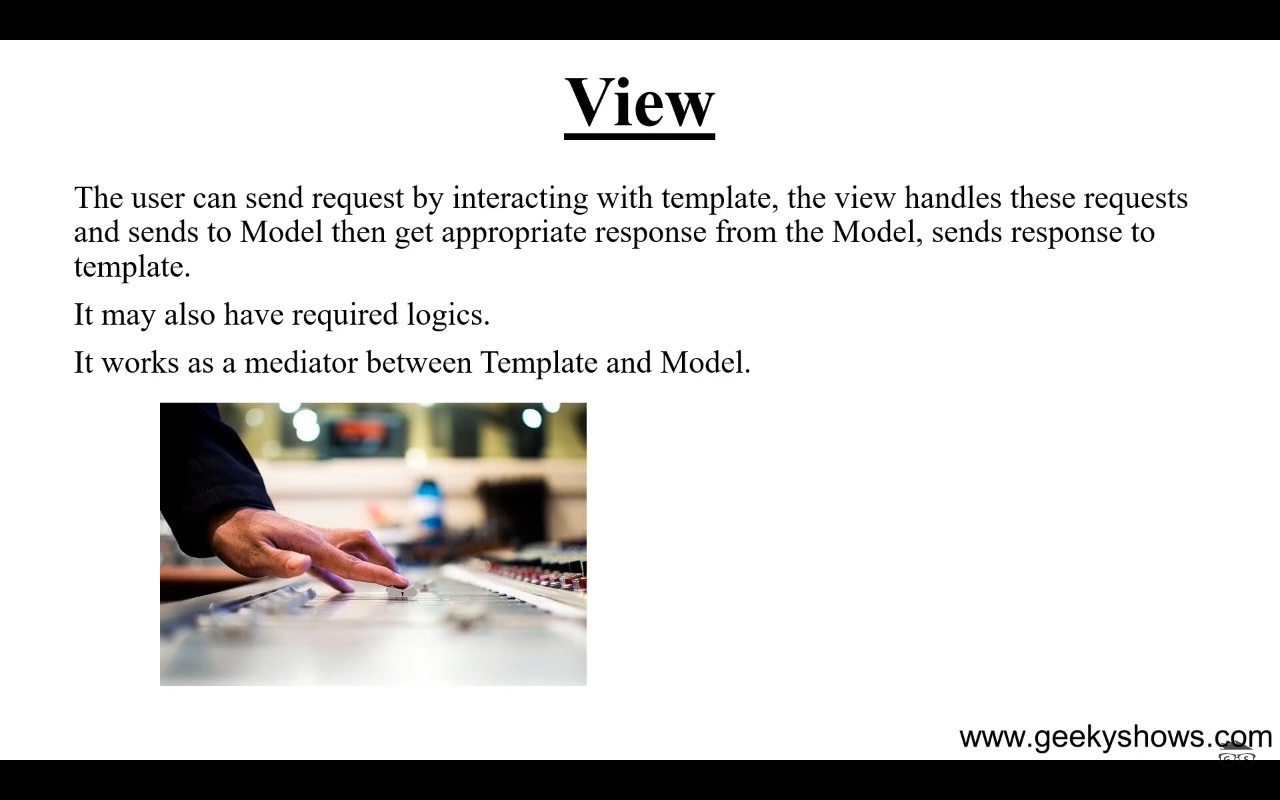 View
The user can send request by interacting with template, the view handles these requests
and sends to Model then get appropriate response from the Model, sends response to
template.
It may also have required logics.
It works as a mediator between Template and Model.
www.geekyshows.com